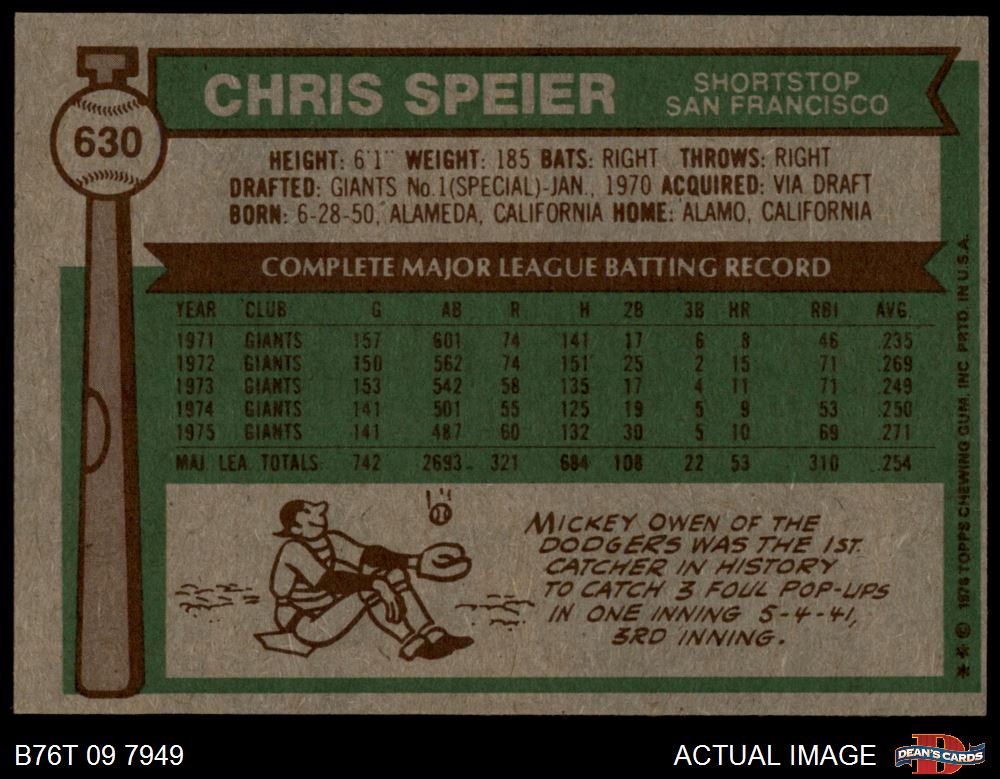 630
CHRIS SPEIER
SHORTSTOP
SAN FRANCISCO
HEIGHT: 6'1" WEIGHT: 185 BATS: RIGHT THROWS: RIGHT
DRAFTED: GIANTS No.1(SPECIAL)-JAN., 1970 ACQUIRED: VIA DRAFT
BORN: 6-28-50, ALAMEDA, CALIFORNIA HOME: ALAMO, CALIFORNIA
COMPLETE MAJOR LEAGUE BATTING RECORD
YEAR CLUB G AB R H 2B 3B HR RBI AVG.
1971 GIANTS 157 601 74 141 17 6 8 46 .235
1972 GIANTS 150 562 74 151 25 2 15 71 .269
1973 GIANTS 153 542 58 135 17 4 11 71 .249
1974 GIANTS 141 501 55 125 19 5 9 53 .250
1975 GIANTS 141 487 60 132 30 5 10 69 .271
MAJ. LEA. TOTALS 742 2693 321 684 108 22 53 310 .254
MICKEY OWEN OF THE
DODGERS WAS THE 1ST.
CATCHER IN HISTORY
TO CATCH 3 FOUL POP-UPS
IN ONE INNING 5-4-41,
3RD INNING.
** © 1976 TOPPS CHEWING GUM, INC. PRTD. IN U.S.A.
B76T 09 7949
ACTUAL IMAGE
DEAN'S CARDS